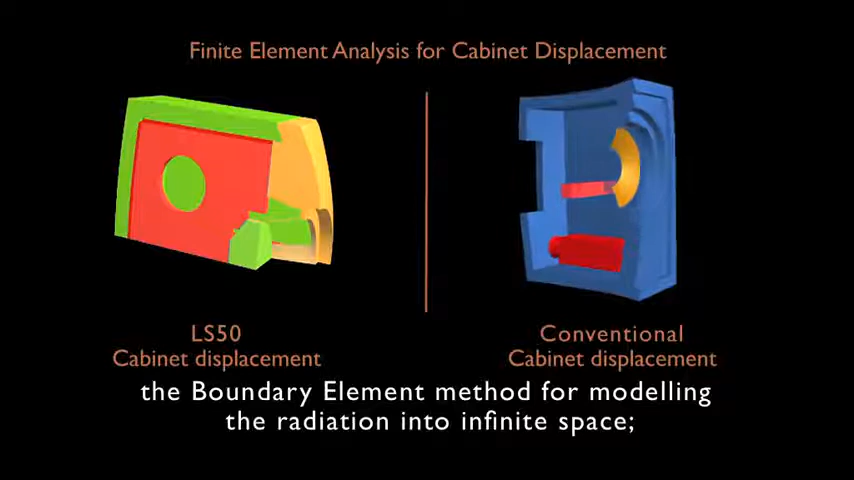 Finite Element Analysis for Cabinet Displacement
LS50
Cabinet displacement
Conventional
Cabinet displacement
the Boundary Element method for modelling
the radiation into infinite space;